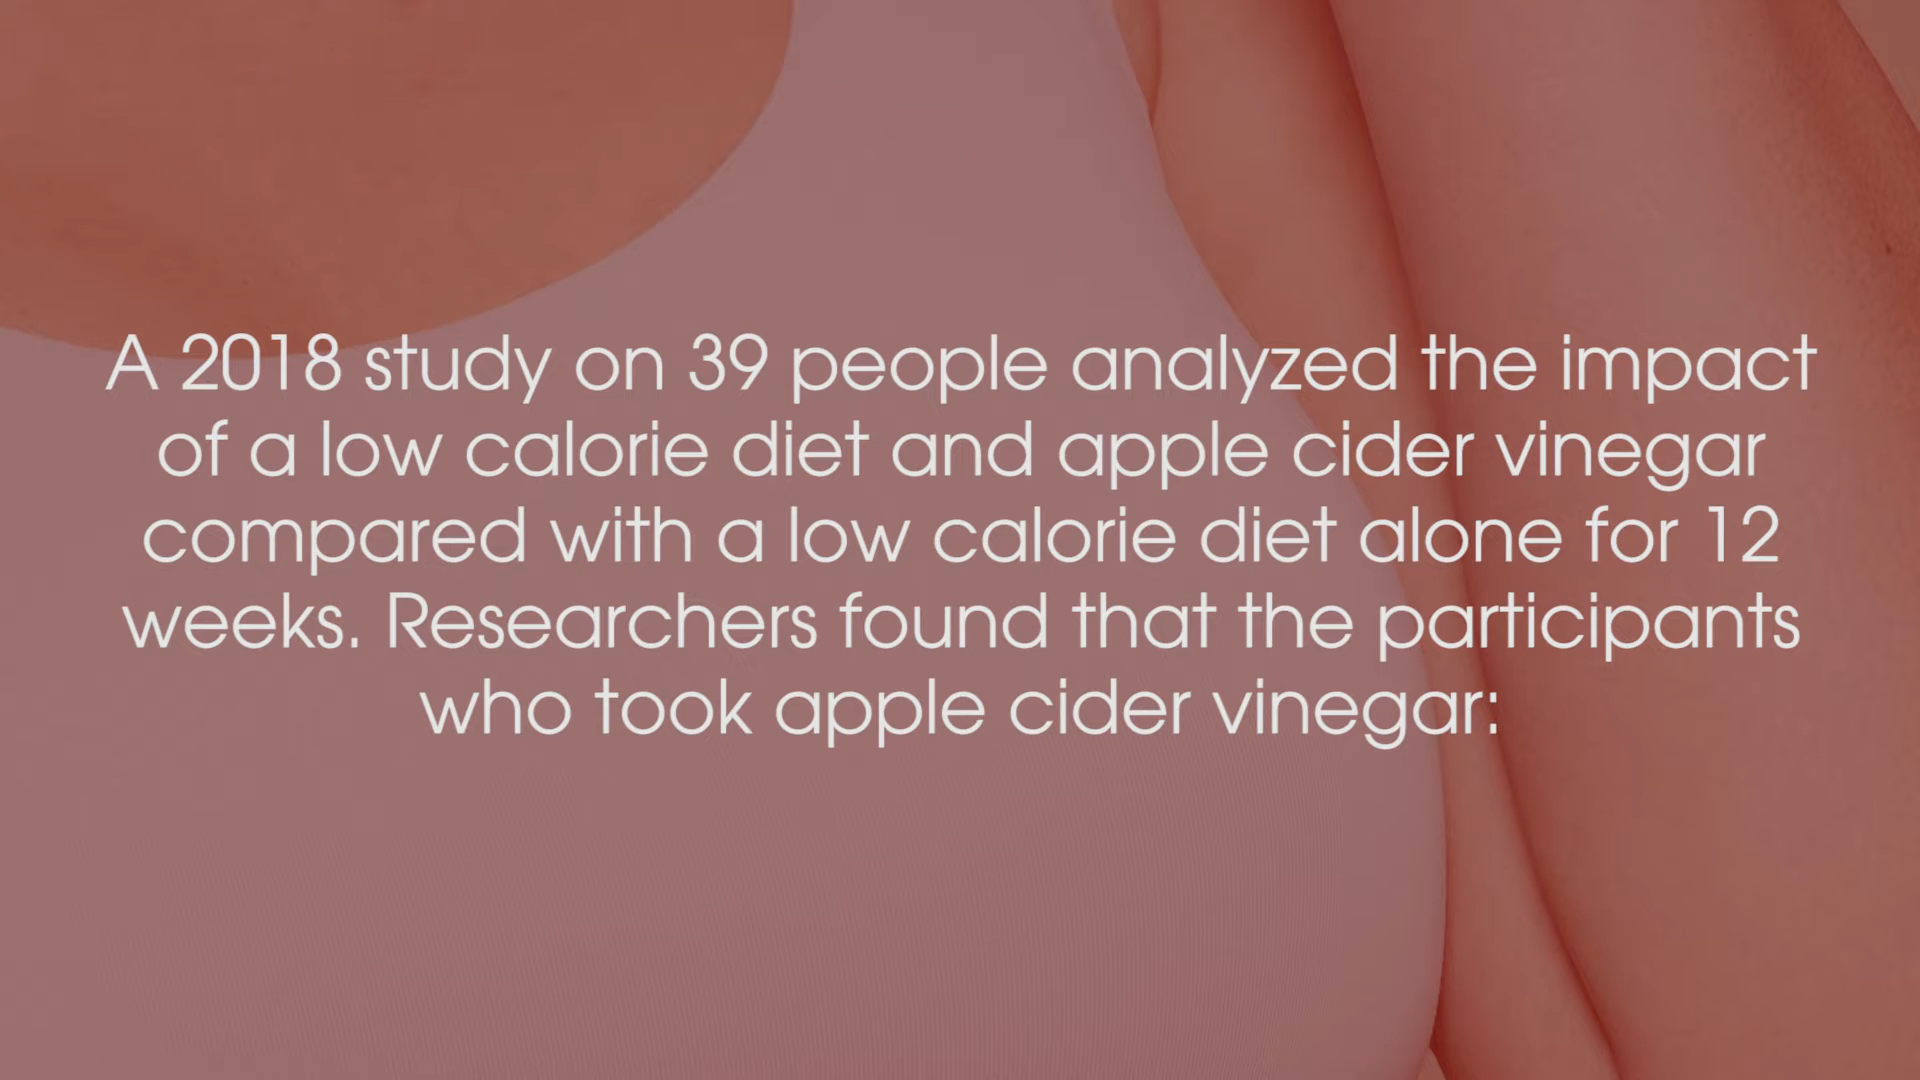 A 2018 study on 39 people analyzed the impact
of a low calorie diet and apple cider vinegar
compared with a low calorie diet alone for 12
weeks. Researchers found that the participants
who took apple cider vinegar: